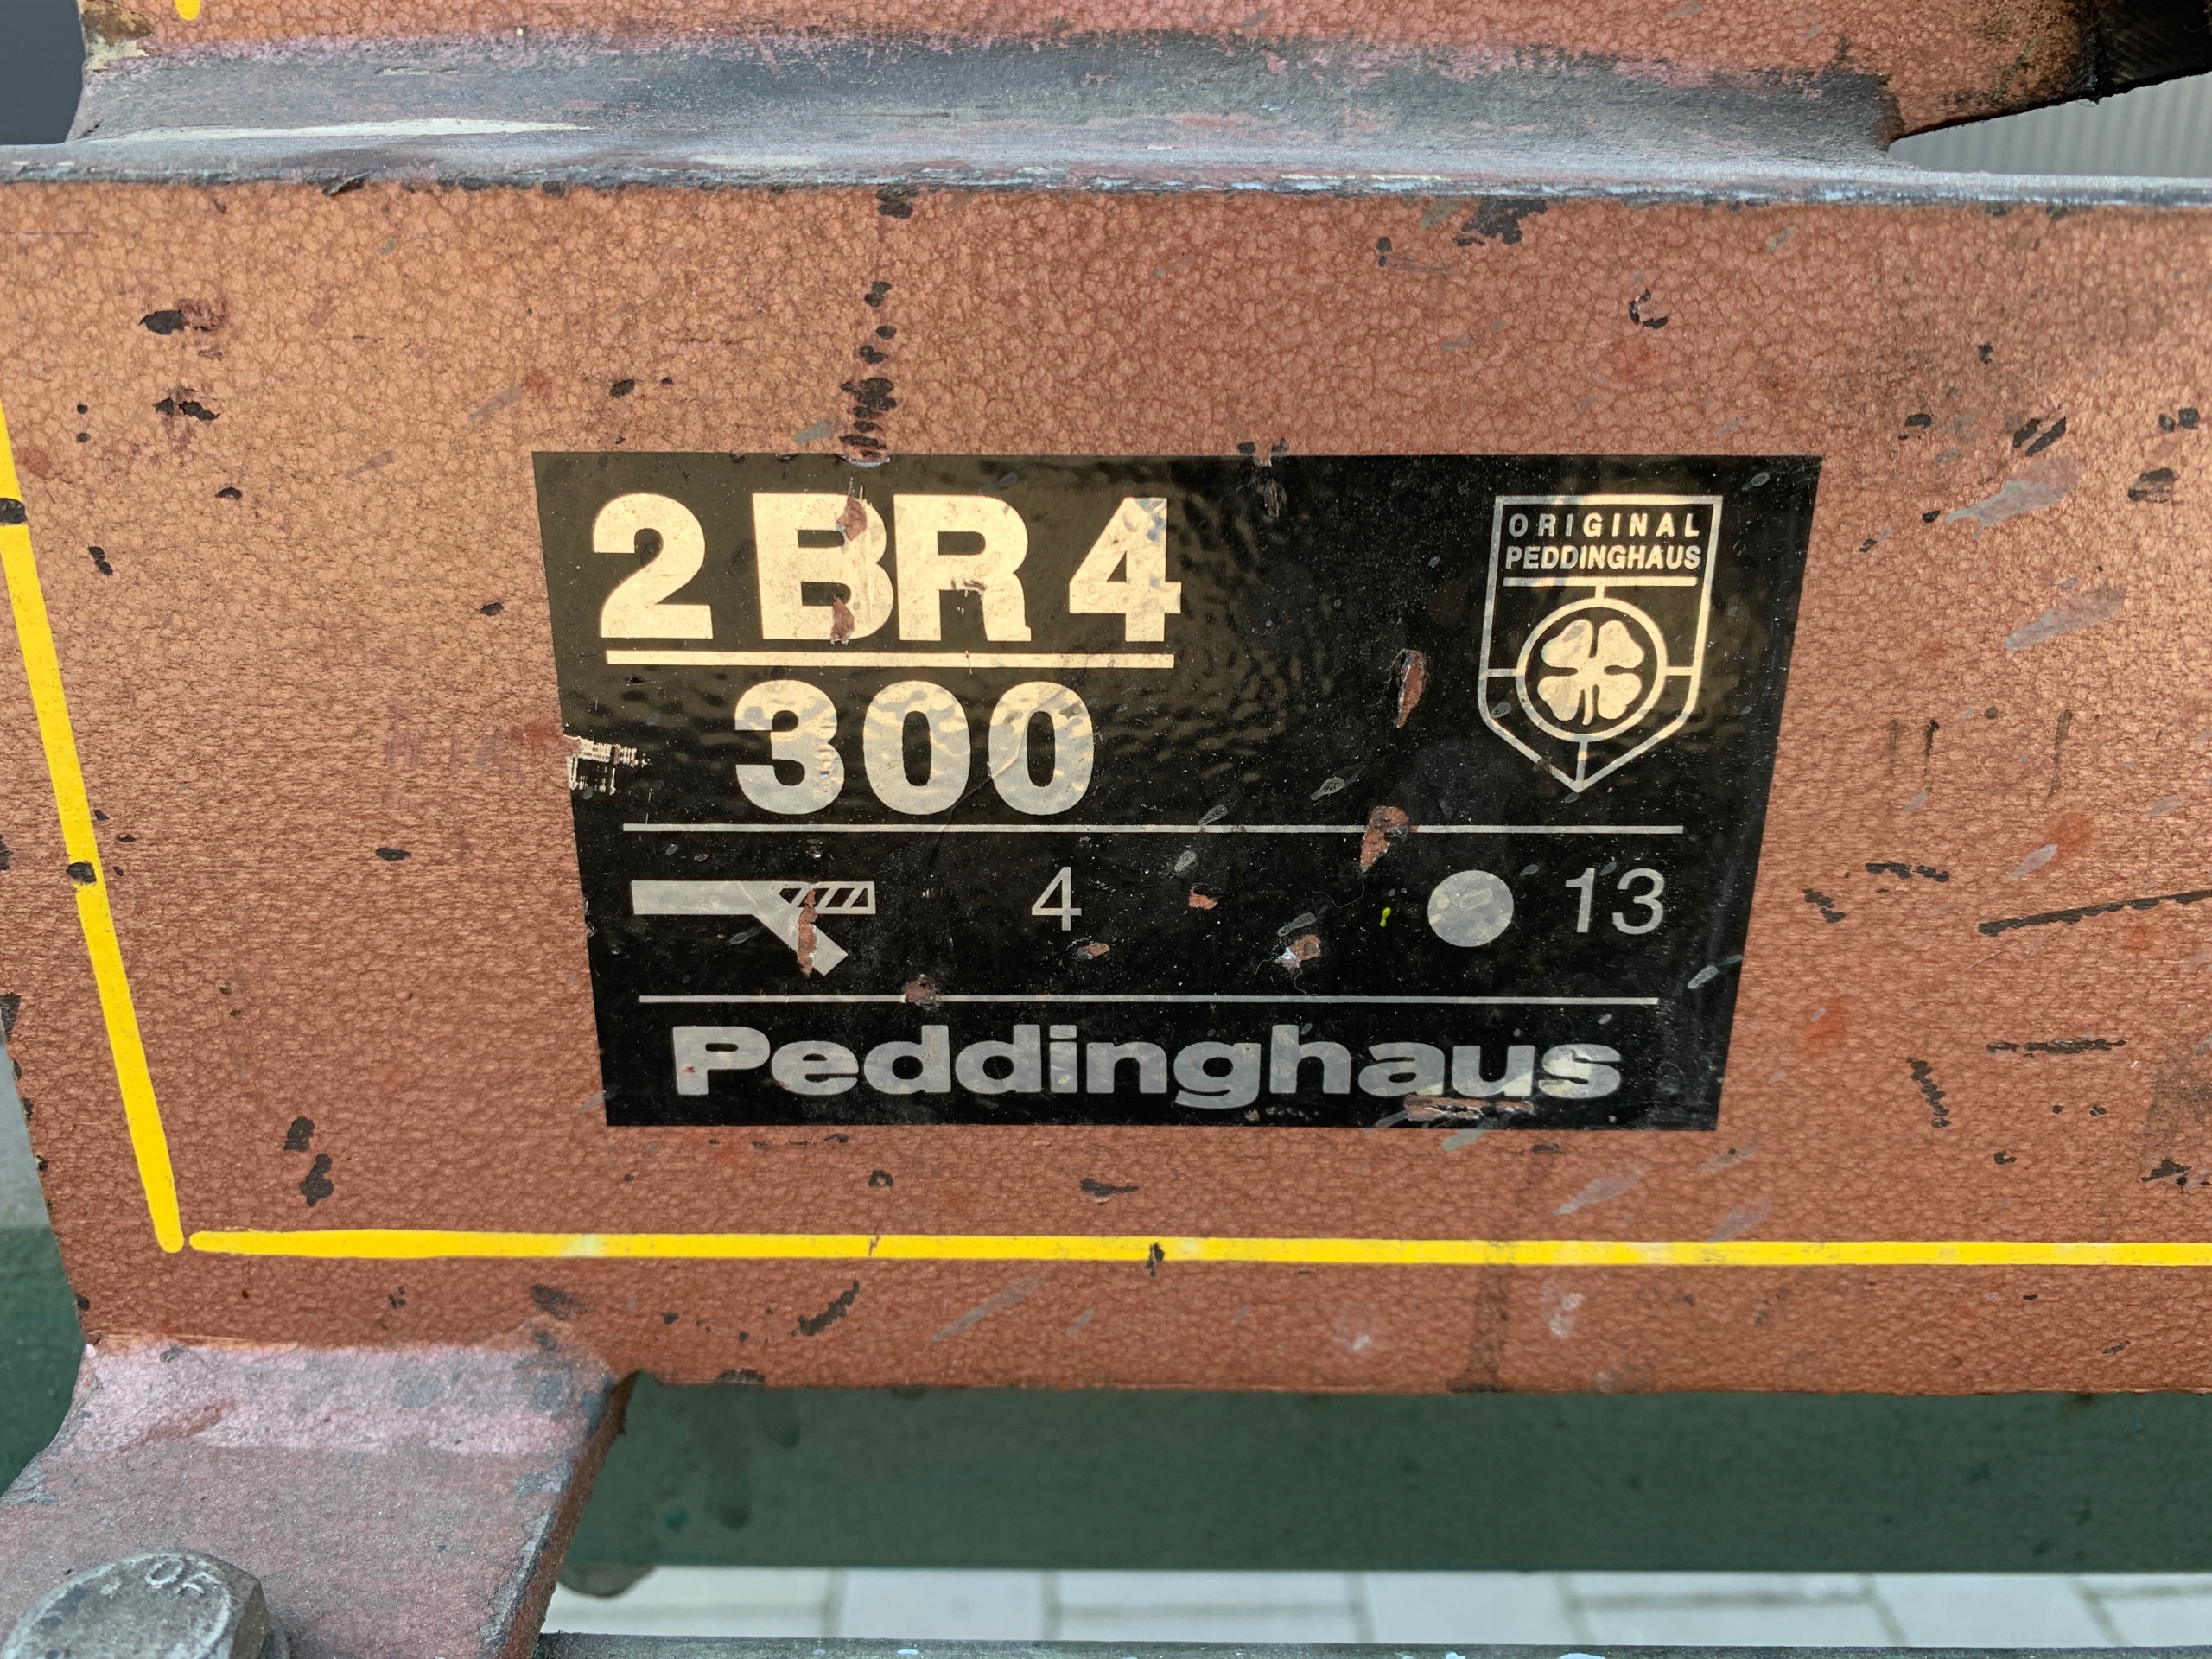 2 BR 4
300
ORIGINAL
PEDDINGHAUS
4 13
Peddinghaus